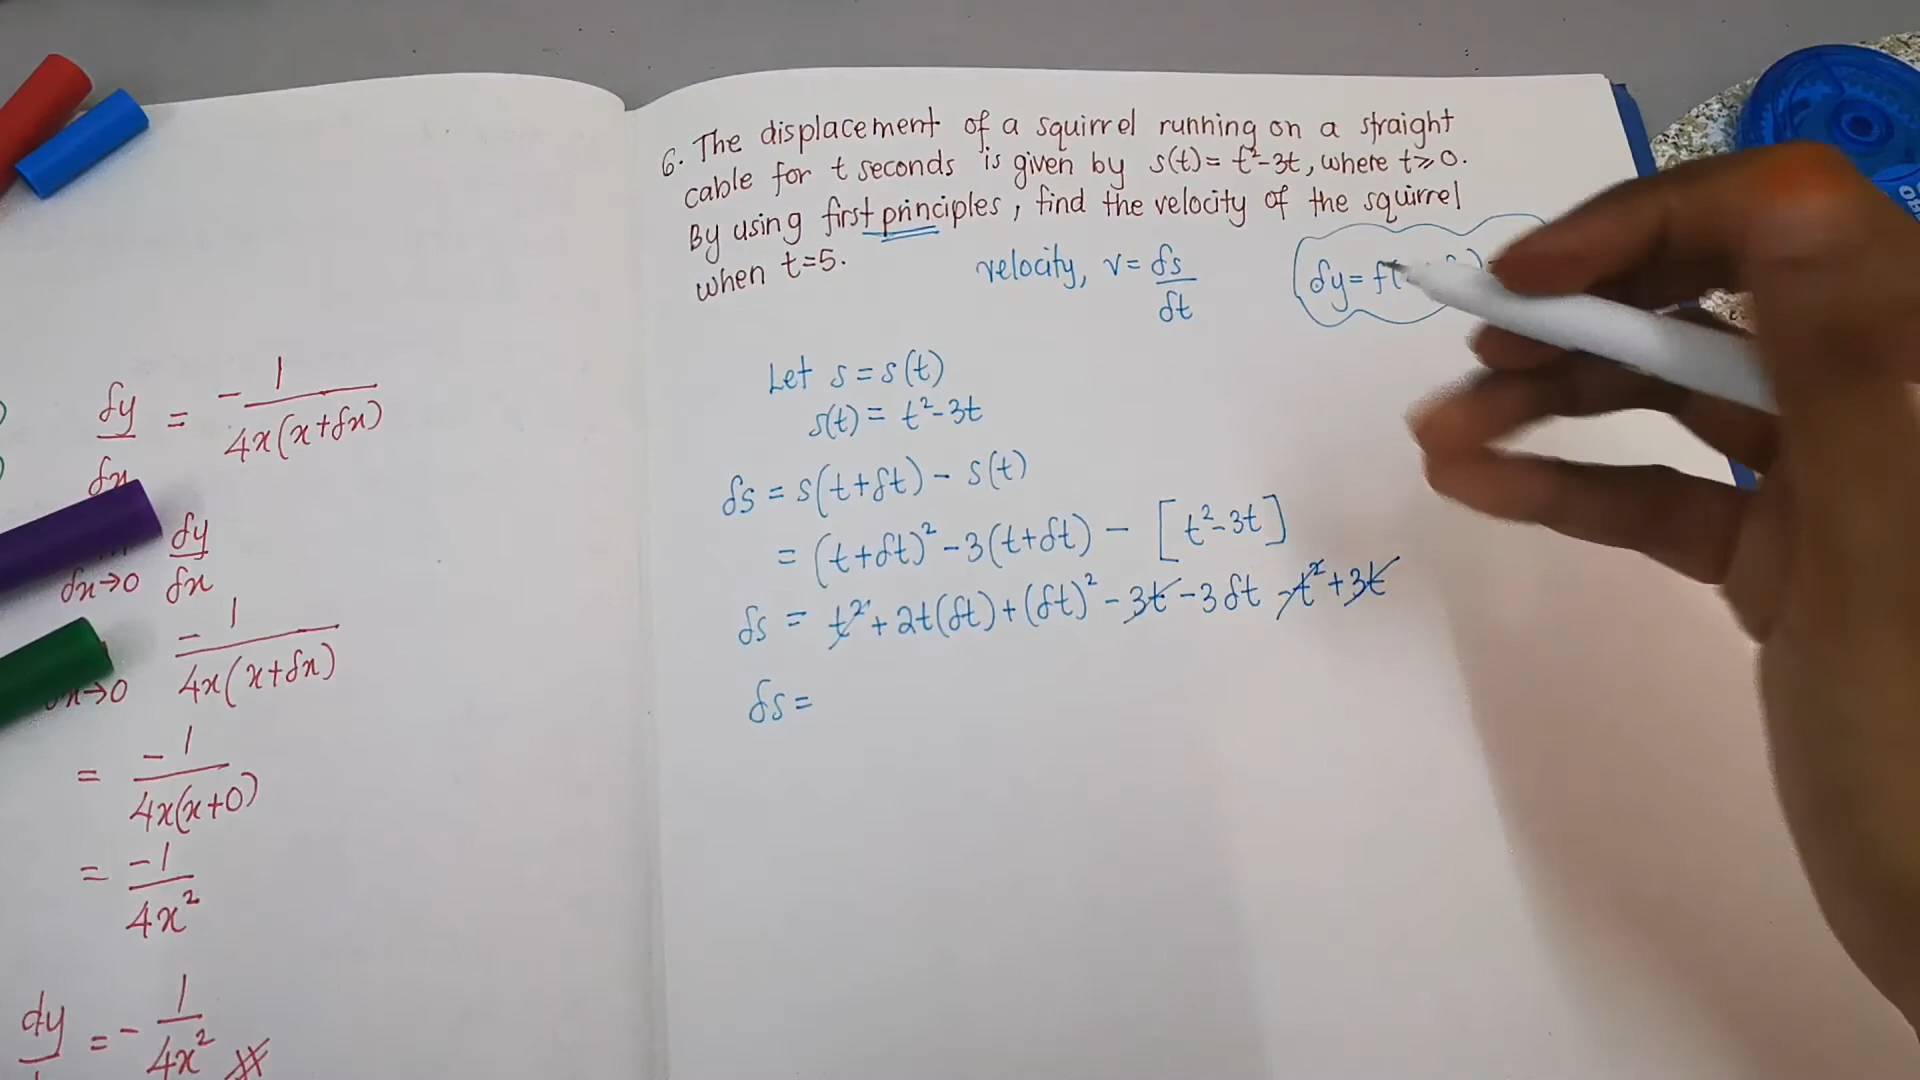 δy/δx = -1/4x(x+δx)
δx→0 δy/δx
-1/4x(x+δx)
= -1/4x(x+0)
= -1/4x²
dy = -1/4x²
6. The displacement of a squirrel running on a straight
cable for t seconds is given by s(t) = t²-3t, where t≥0.
By using first principles, find the velocity of the squirrel
when t=5.
velocity, v = δs/δt
δy = f(
Let s = s(t)
s(t) = t²-3t
δs = s(t+δt) - s(t)
= (t+δt)² - 3(t+δt) - [t²-3t]
δs = t² + 2t(δt) + (δt)² - 3t - 3δt - t² + 3t
δs =